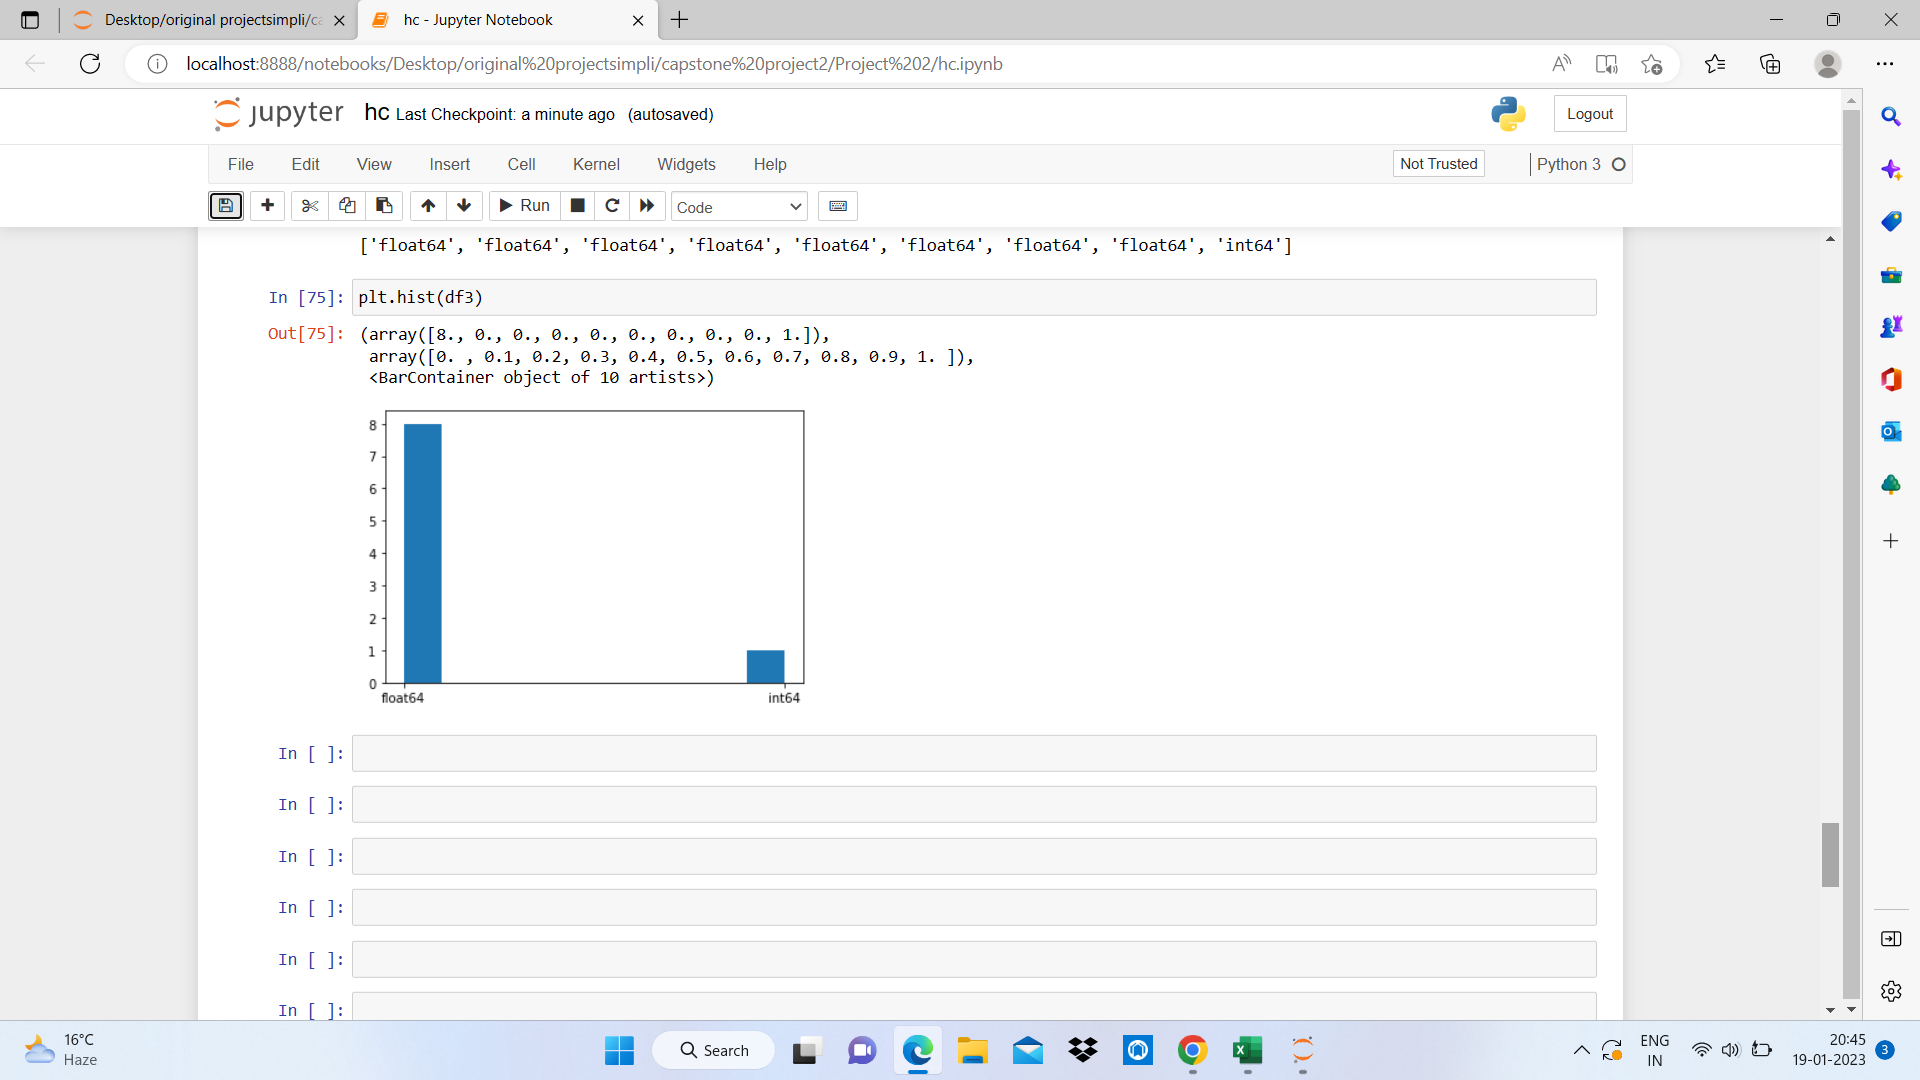 Desktop/original projectsimpli/ca
hc - Jupyter Notebook
localhost:8888/notebooks/Desktop/original%20projectsimpli/capstone%20project2/Project%202/hc.ipynb
jupyter hc Last Checkpoint: a minute ago (autosaved)
Logout
File Edit View Insert Cell Kernel Widgets Help
Not Trusted
Python 3
Run
Code
['float64', 'float64', 'float64', 'float64', 'float64', 'float64', 'float64', 'float64', 'int64']
In [75]: plt.hist(df3)
Out[75]: (array([8., 0., 0., 0., 0., 0., 0., 0., 0., 1.]),
array([0. , 0.1, 0.2, 0.3, 0.4, 0.5, 0.6, 0.7, 0.8, 0.9, 1. ]),
<BarContainer object of 10 artists>)
8
7
6
5
4
3
2
1
0
float64 int64
In [ ]:
In [ ]:
In [ ]:
In [ ]:
In [ ]:
In [ ]:
16°C
Haze
Search
ENG
IN
20:45
19-01-2023
3